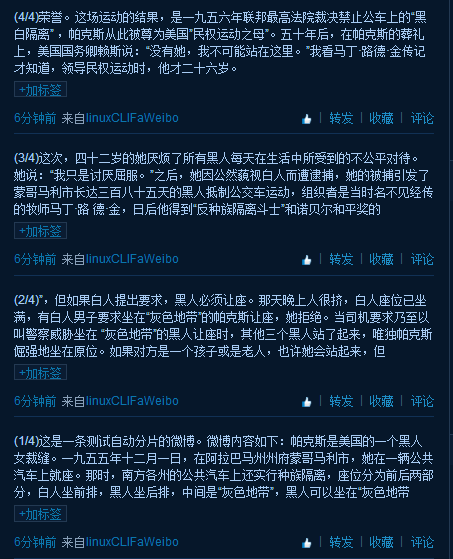 (4/4)荣誉。这场运动的结果，是一九五六年联邦最高法院裁决禁止公车上的“黑
白隔离”，帕克斯从此被尊为美国“民权运动之母”。五十年后，在帕克斯的葬礼
上，美国国务卿赖斯说：“没有她，我不可能站在这里。”我看马丁·路德·金传记
才知道，领导民权运动时，他才二十六岁。
+加标签
6分钟前 来自linuxCLIFaWeibo 转发 | 收藏 | 评论
(3/4)这次，四十二岁的她厌烦了所有黑人每天在生活中所受到的不公平对待。
她说：“我只是讨厌屈服。”之后，她因公然藐视白人而遭逮捕，她的被捕引发了
蒙哥马利市长达三百八十五天的黑人抵制公交车运动，组织者是当时名不见经传
的牧师马丁·路 德·金，日后他得到“反种族隔离斗士”和诺贝尔和平奖的
+加标签
6分钟前 来自linuxCLIFaWeibo | 转发 | 收藏 | 评论
(2/4)”，但如果白人提出要求，黑人必须让座。那天晚上人很挤，白人座位已坐
满，有白人男子要求坐在“灰色地带”的帕克斯让座，她拒绝。当司机要求乃至以
叫警察威胁坐在 “灰色地带”的黑人让座时，其他三个黑人站了起来，唯独帕克斯
倔强地坐在原位。如果对方是一个孩子或是老人，也许她会站起来，但
+加标签
6分钟前 来自linuxCLIFaWeibo | 转发 | 收藏 | 评论
(1/4)这是一条测试自动分片的微博。微博内容如下：帕克斯是美国的一个黑人
女裁缝。一九五五年十二月一日，在阿拉巴马州州府蒙哥马利市，她在一辆公共
汽车上就座。那时，南方各州的公共汽车上还实行种族隔离，座位分为前后两部
分，白人坐前排，黑人坐后排，中间是“灰色地带”，黑人可以坐在“灰色地带
+加标签
6分钟前 来自linuxCLIFaWeibo | 转发 | 收藏 | 评论